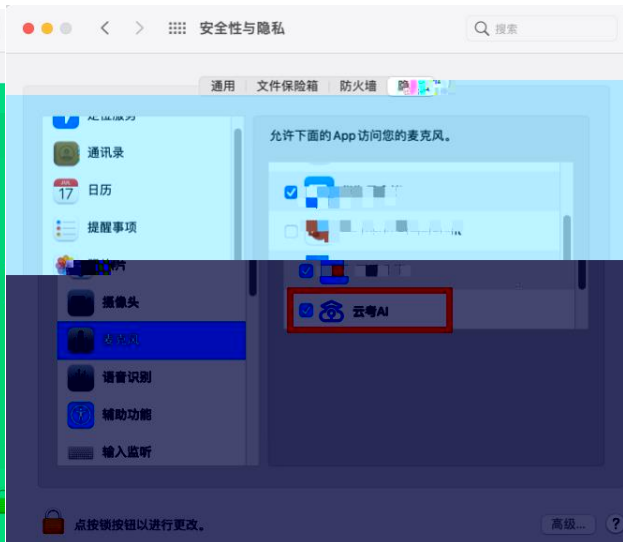 安全性与隐私
搜索
通用 文件保险箱 防火墙
允许下面的App访问您的麦克风。
通讯录
17 日历
提醒事项
摄像头
云考AI
语音识别
辅助功能
输入监听
点按锁按钮以进行更改。
高级... ?